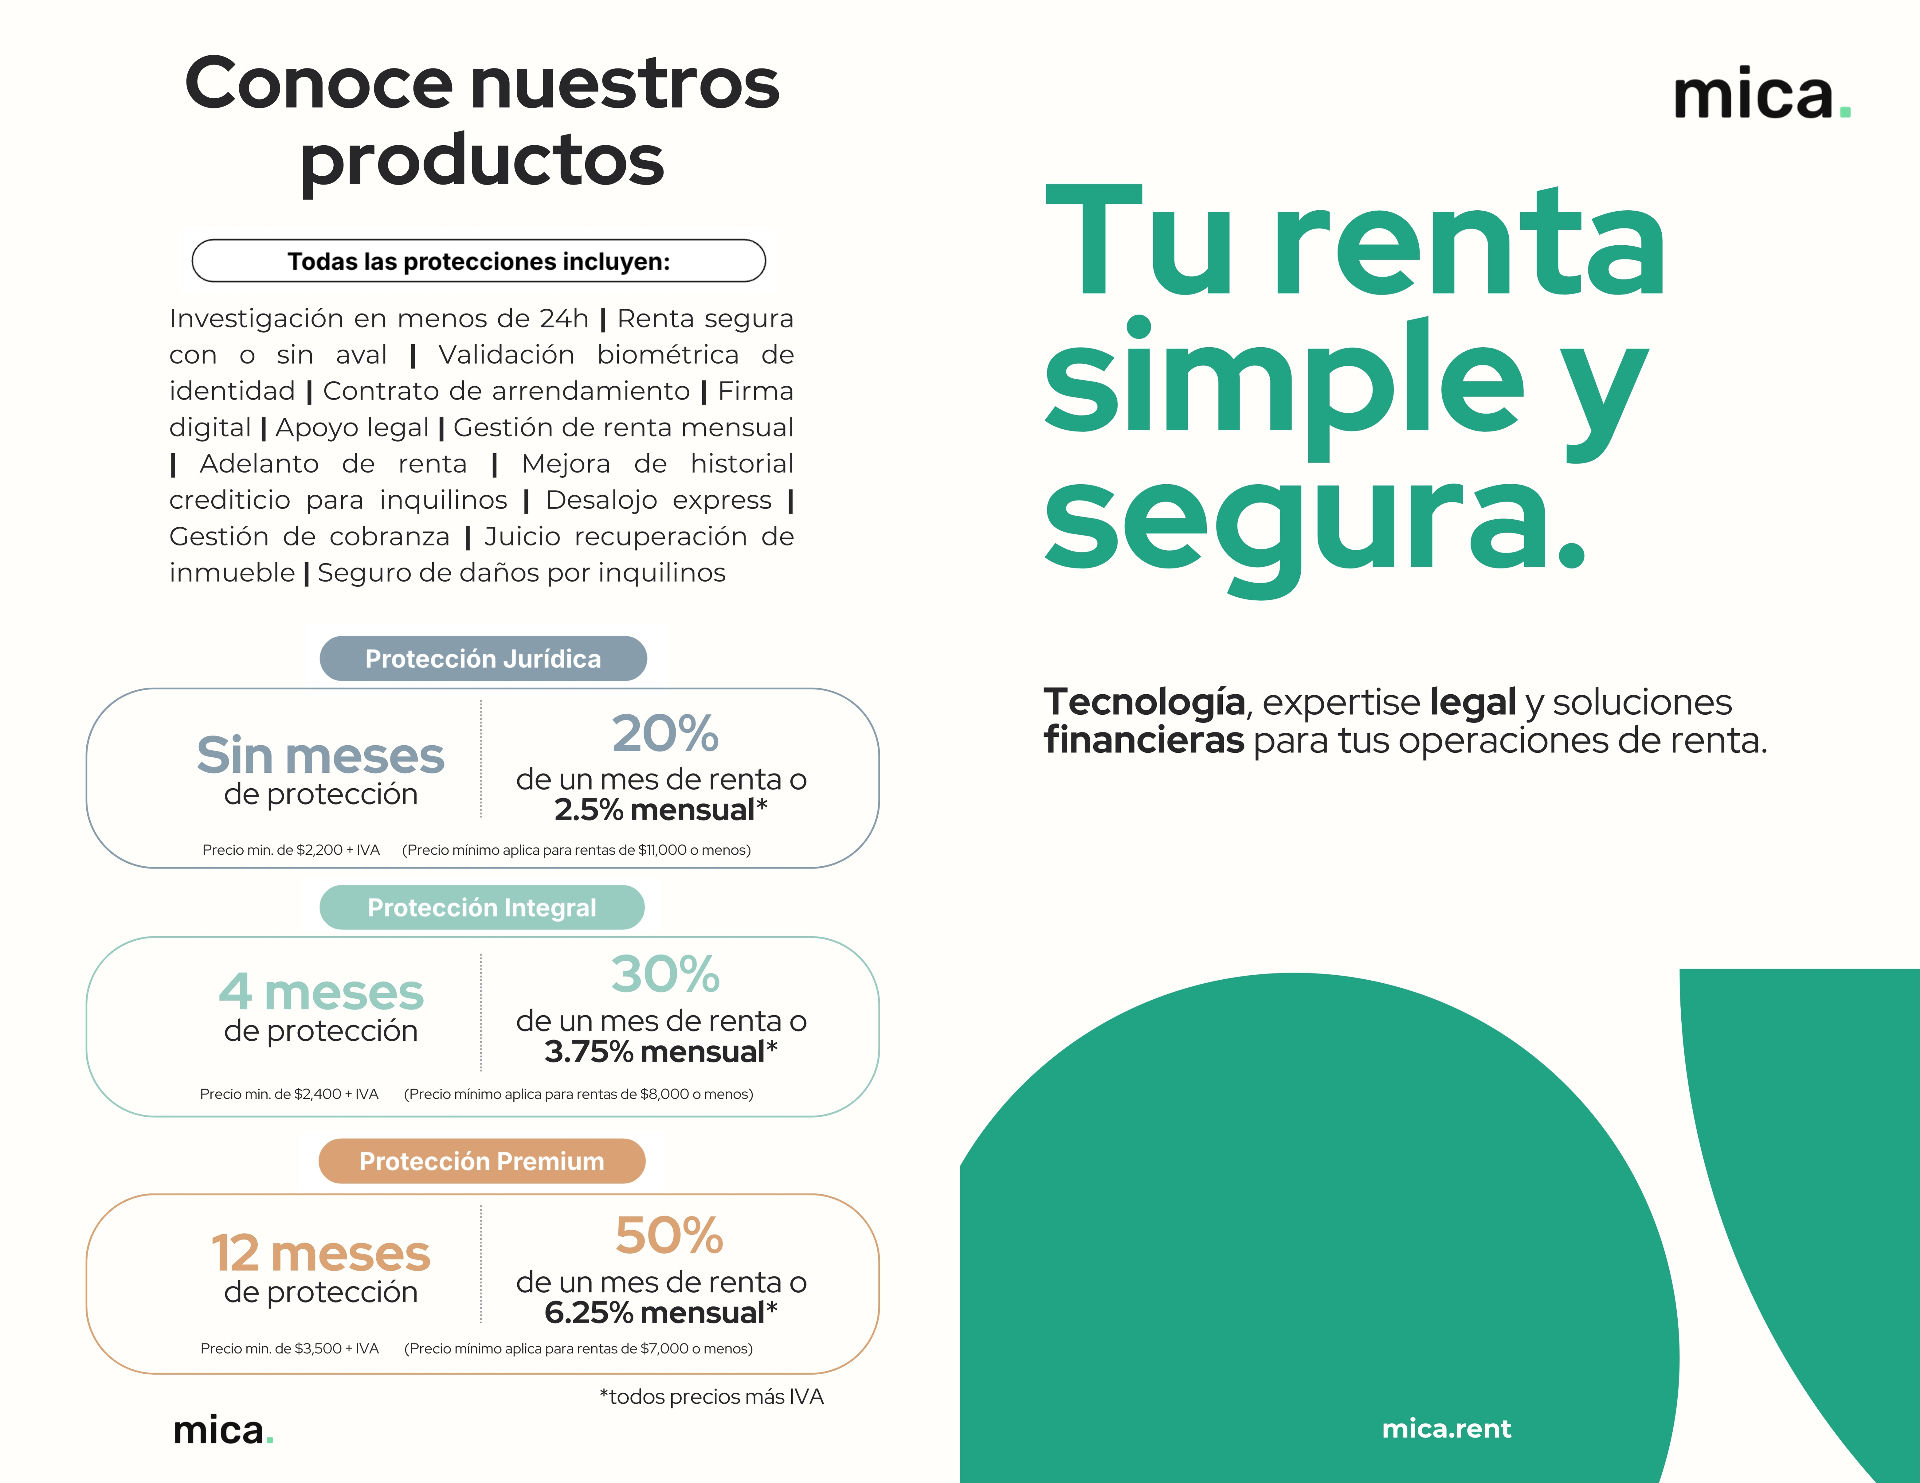 Conoce nuestros
productos
Todas las protecciones incluyen:
Investigación en menos de 24h | Renta segura
con o sin aval | Validación biométrica de
identidad | Contrato de arrendamiento | Firma
digital | Apoyo legal | Gestión de renta mensual
| Adelanto de renta | Mejora de historial
crediticio para inquilinos | Desalojo express |
Gestión de cobranza | Juicio recuperación de
inmueble | Seguro de daños por inquilinos
Protección Jurídica
Sin meses
de protección
20%
de un mes de renta o
2.5% mensual*
Precio min. de $2,200 + IVA (Precio mínimo aplica para rentas de $11,000 o menos)
Protección Integral
4 meses
de protección
30%
de un mes de renta o
3.75% mensual*
Precio min. de $2,400 + IVA (Precio mínimo aplica para rentas de $8,000 o menos)
Protección Premium
12 meses
de protección
50%
de un mes de renta o
6.25% mensual*
Precio min. de $3,500 + IVA (Precio mínimo aplica para rentas de $7,000 o menos)
*todos precios más IVA
mica.
mica.
Tu renta
simple y
segura.
Tecnología, expertise legal y soluciones
financieras para tus operaciones de renta.
mica.rent